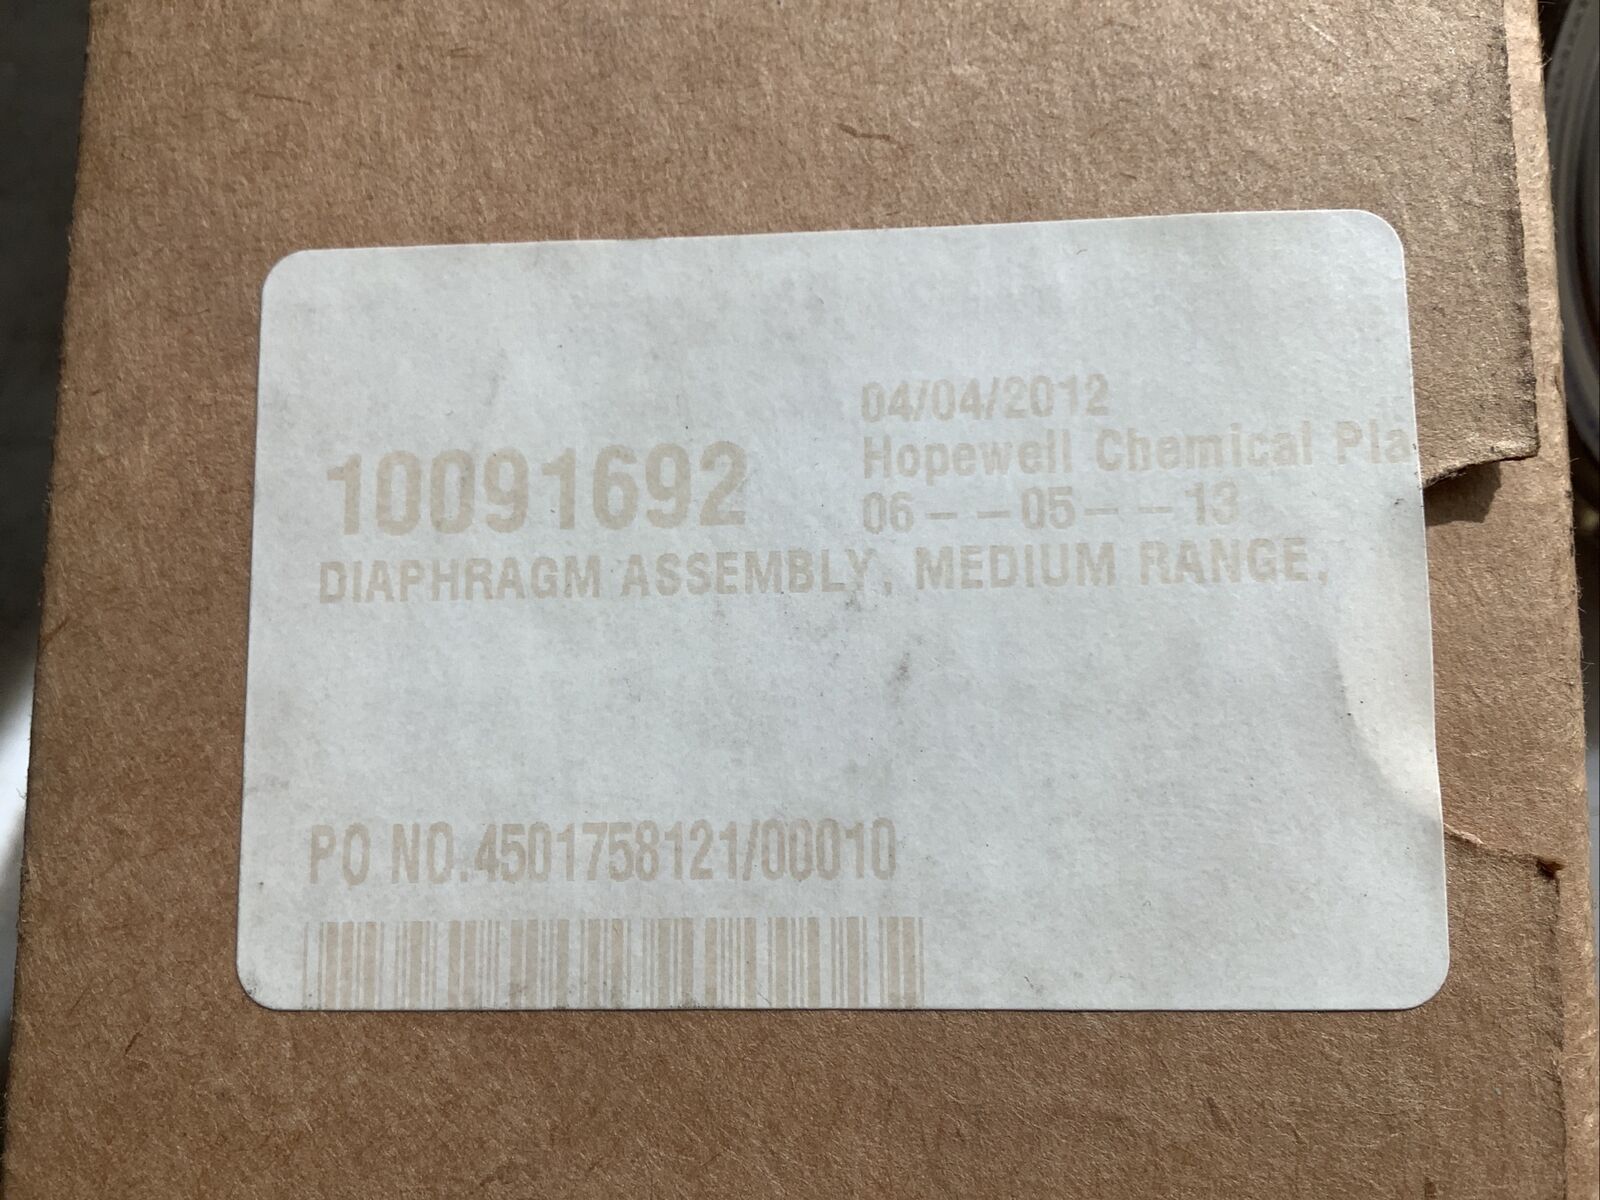 04/04/2012
10091692
Hopewell Chemical Pla
06- -05- -13
DIAPHRAGM ASSEMBLY, MEDIUM RANGE,
PO NO.4501758121/00010